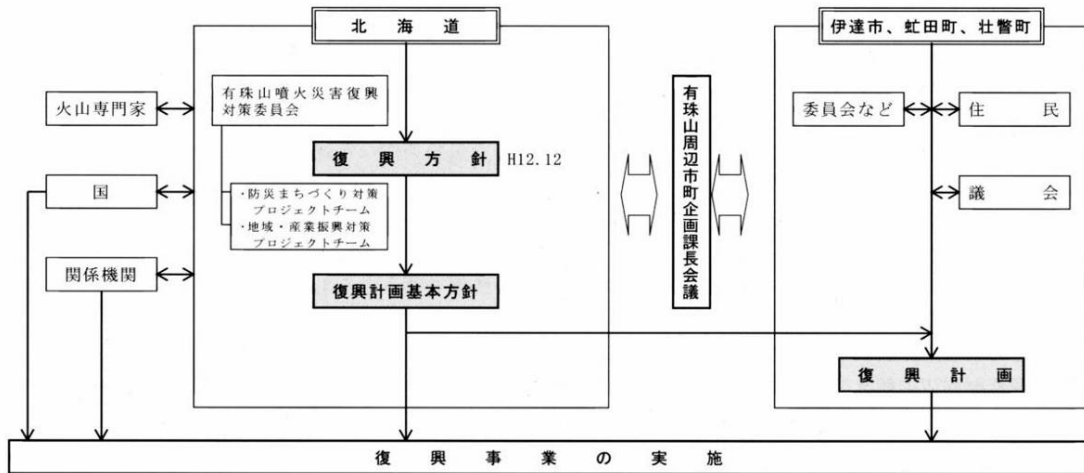 北海道
伊達市、虻田町、壮瞥町
有珠山噴火災害復興
対策委員会
火山専門家
復興方針
H12.12
国
・防災まちづくり対策
プロジェクトチーム
・地域・産業振興対策
プロジェクトチーム
関係機関
復興計画基本方針
有珠山周辺市町企画課長会議
委員会など
住民
議会
復興計画
復興事業の実施